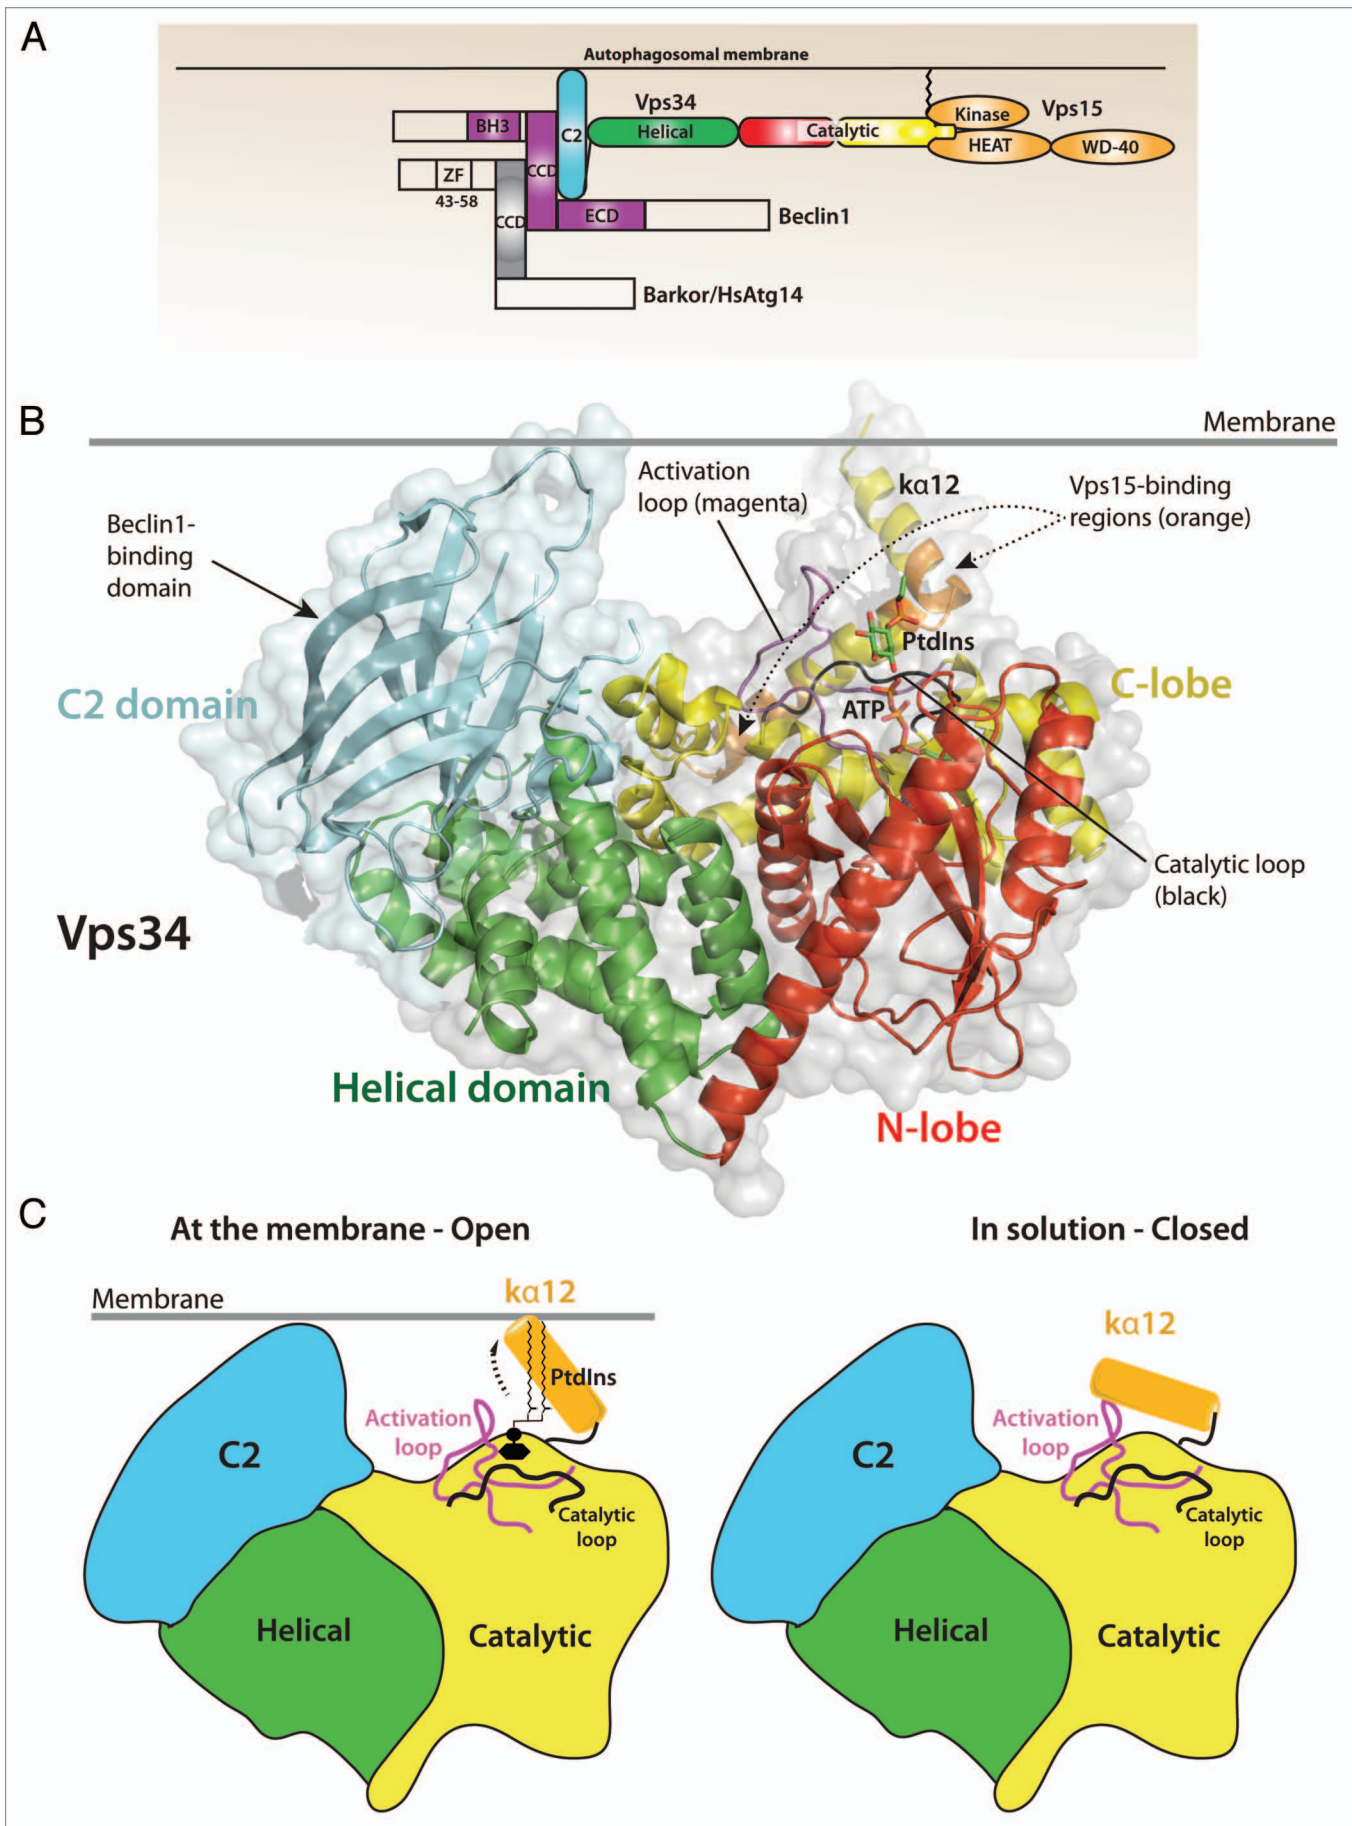 A
Autophagosomal membrane
Vps34
Kinase
Vps15
BH3
C2
Helical
Catalytic
HEAT
WD-40
CCD
ZF
43-58
CCD
ECD
Beclin1
Barkor/HsAtg14
B
Membrane
Activation
loop (magenta)
kα12
Vps15-binding
regions (orange)
Beclin1-
binding
domain
PtdIns
C2 domain
C-lobe
ATP
Catalytic loop
(black)
Vps34
Helical domain
N-lobe
C
At the membrane - Open
In solution - Closed
Membrane
kα12
kα12
PtdIns
Activation
loop
Activation
loop
C2
C2
Catalytic
loop
Catalytic
loop
Helical
Catalytic
Helical
Catalytic